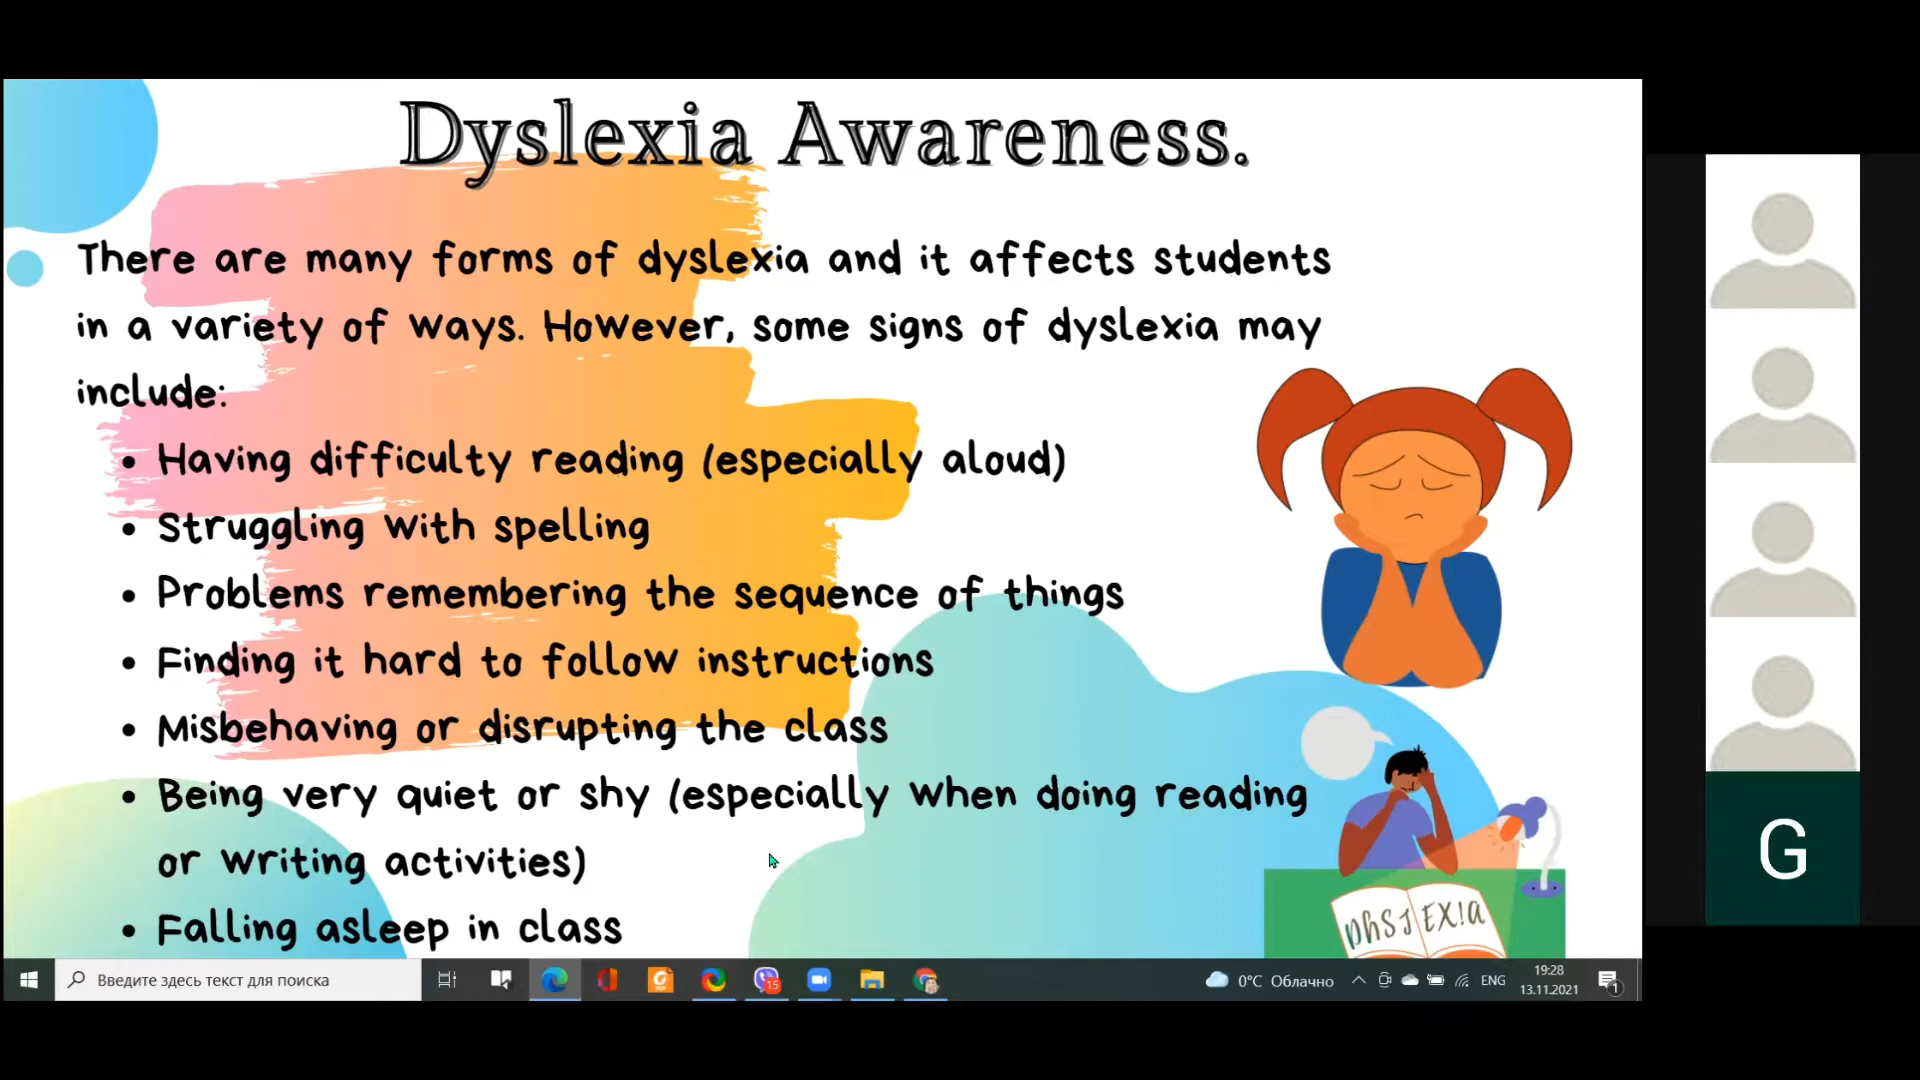 Dyslexia Awareness.
There are many forms of dyslexia and it affects students
in a variety of ways. However, some signs of dyslexia may
include:
• Having difficulty reading (especially aloud)
• Struggling with spelling
• Problems remembering the sequence of things
• Finding it hard to follow instructions
• Misbehaving or disrupting the class
• Being very quiet or shy (especially when doing reading
or writing activities)
• Falling asleep in class
G
Введите здесь текст для поиска
15
0°C Облачно
ENG
19:28
13.11.2021
1